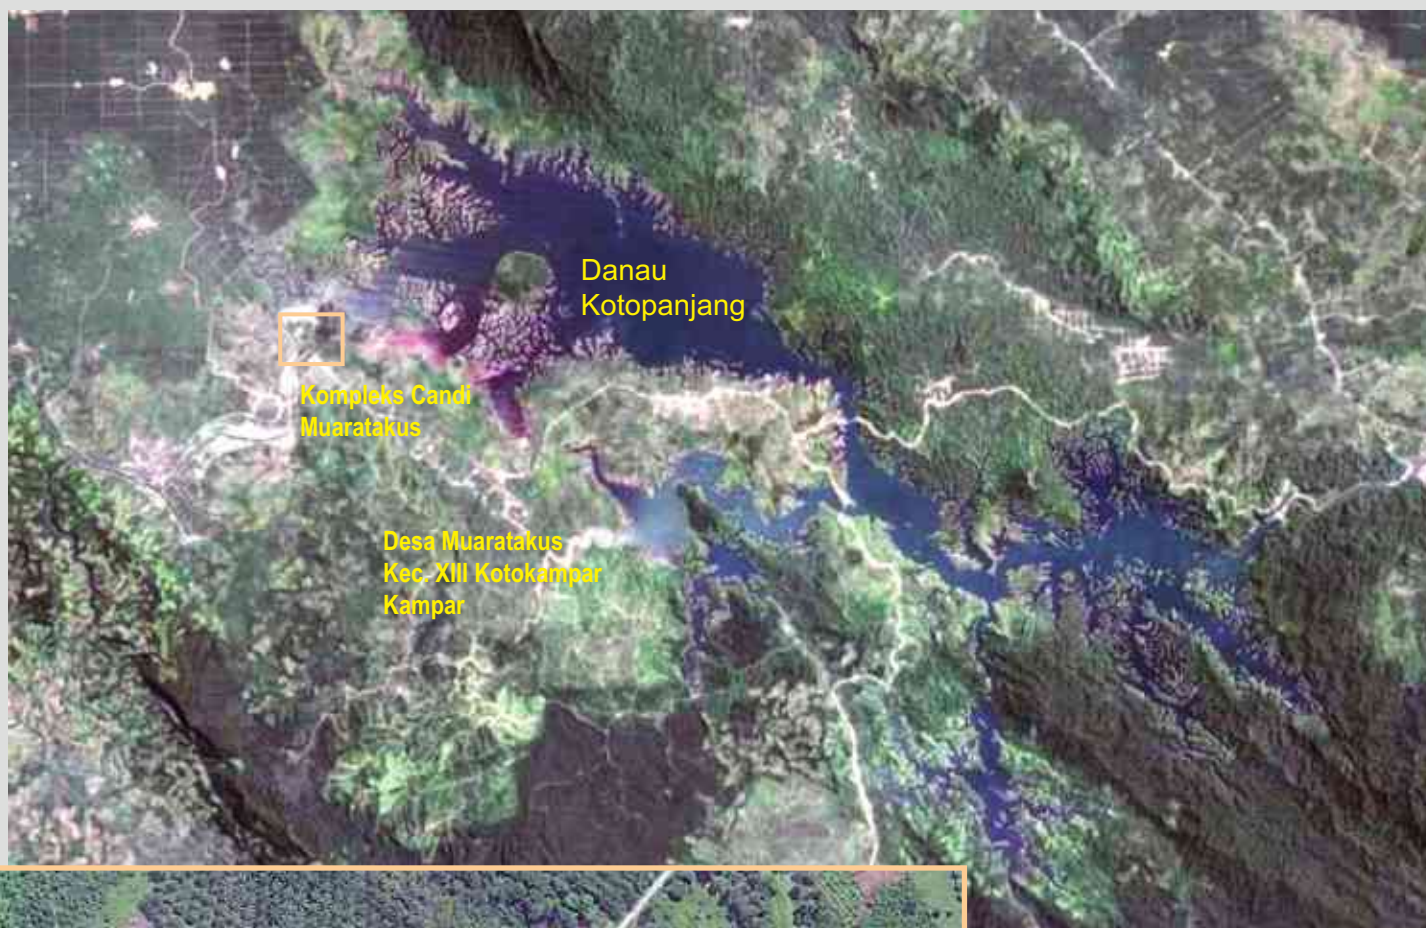 Danau
Kotopanjang
Kompleks Candi
Muaratakus
Desa Muaratakus
Kec. XIII Kotokampar
Kampar